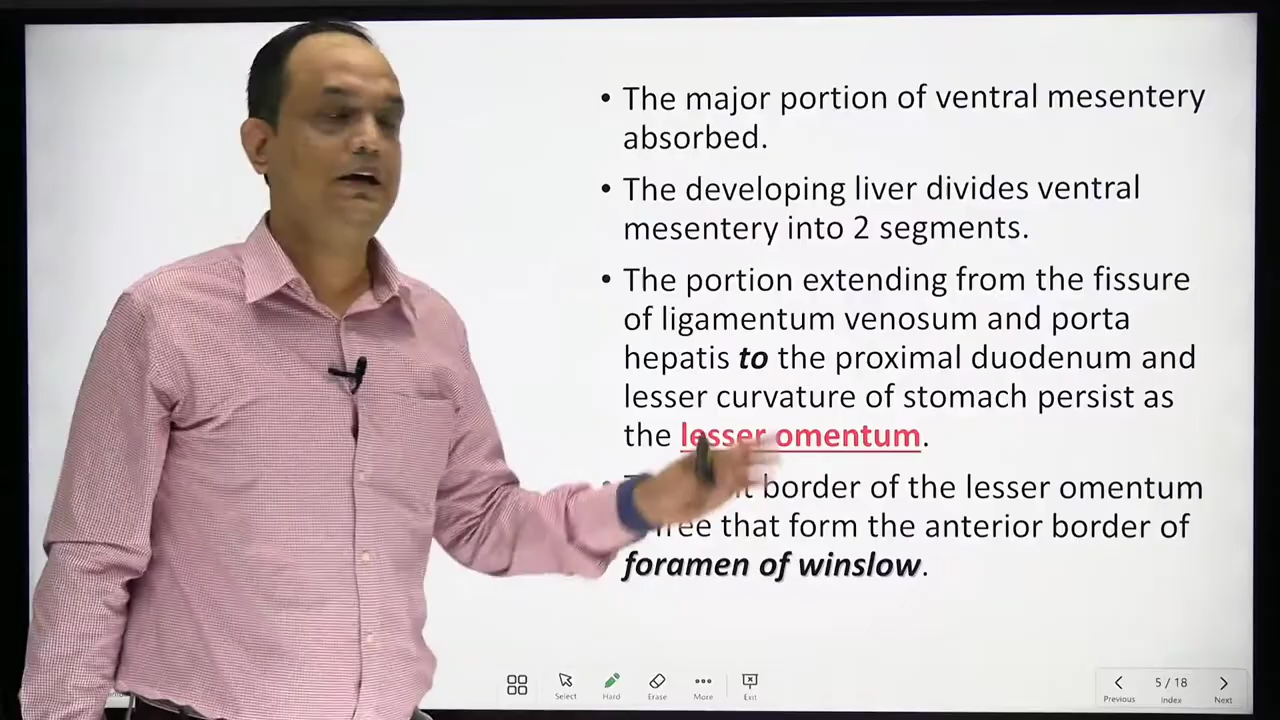 • The major portion of ventral mesentery
absorbed.
• The developing liver divides ventral
mesentery into 2 segments.
• The portion extending from the fissure
of ligamentum venosum and porta
hepatis to the proximal duodenum and
lesser curvature of stomach persist as
the lesser omentum.
border of the lesser omentum
free that form the anterior border of
foramen of winslow.
Select
Hard
Erase
More
Exit
Previous
5 / 18
Index
Next